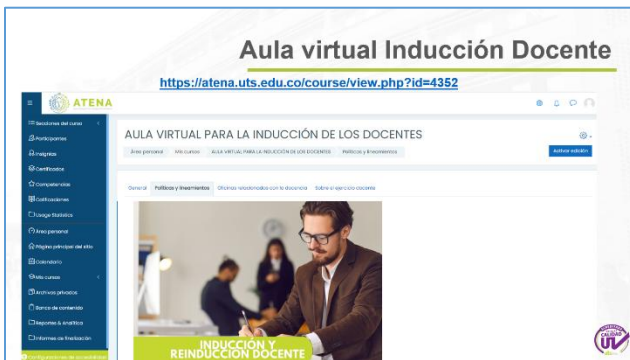 Aula virtual Inducción Docente
https://atena.uts.edu.co/course/view.php?id=4352
ATENA
Secciones del curso
Participantes
Insignias
Certificados
Competencias
Calificaciones
Usage Statistics
Área personal
Página principal del sitio
Calendario
Mis cursos
Archivos privados
Banco de contenido
Reportes & Analítica
Informes de finalización
AULA VIRTUAL PARA LA INDUCCIÓN DE LOS DOCENTES
Área personal Mis cursos AULA VIRTUAL PARA LA INDUCCIÓN DE LOS DOCENTES Políticas y lineamientos
Activar edición
General Políticas y lineamientos Oficinas relacionadas con la docencia Sobre el ejercicio docente
INDUCCIÓN Y
REINDUCCIÓN DOCENTE
CALIDAD